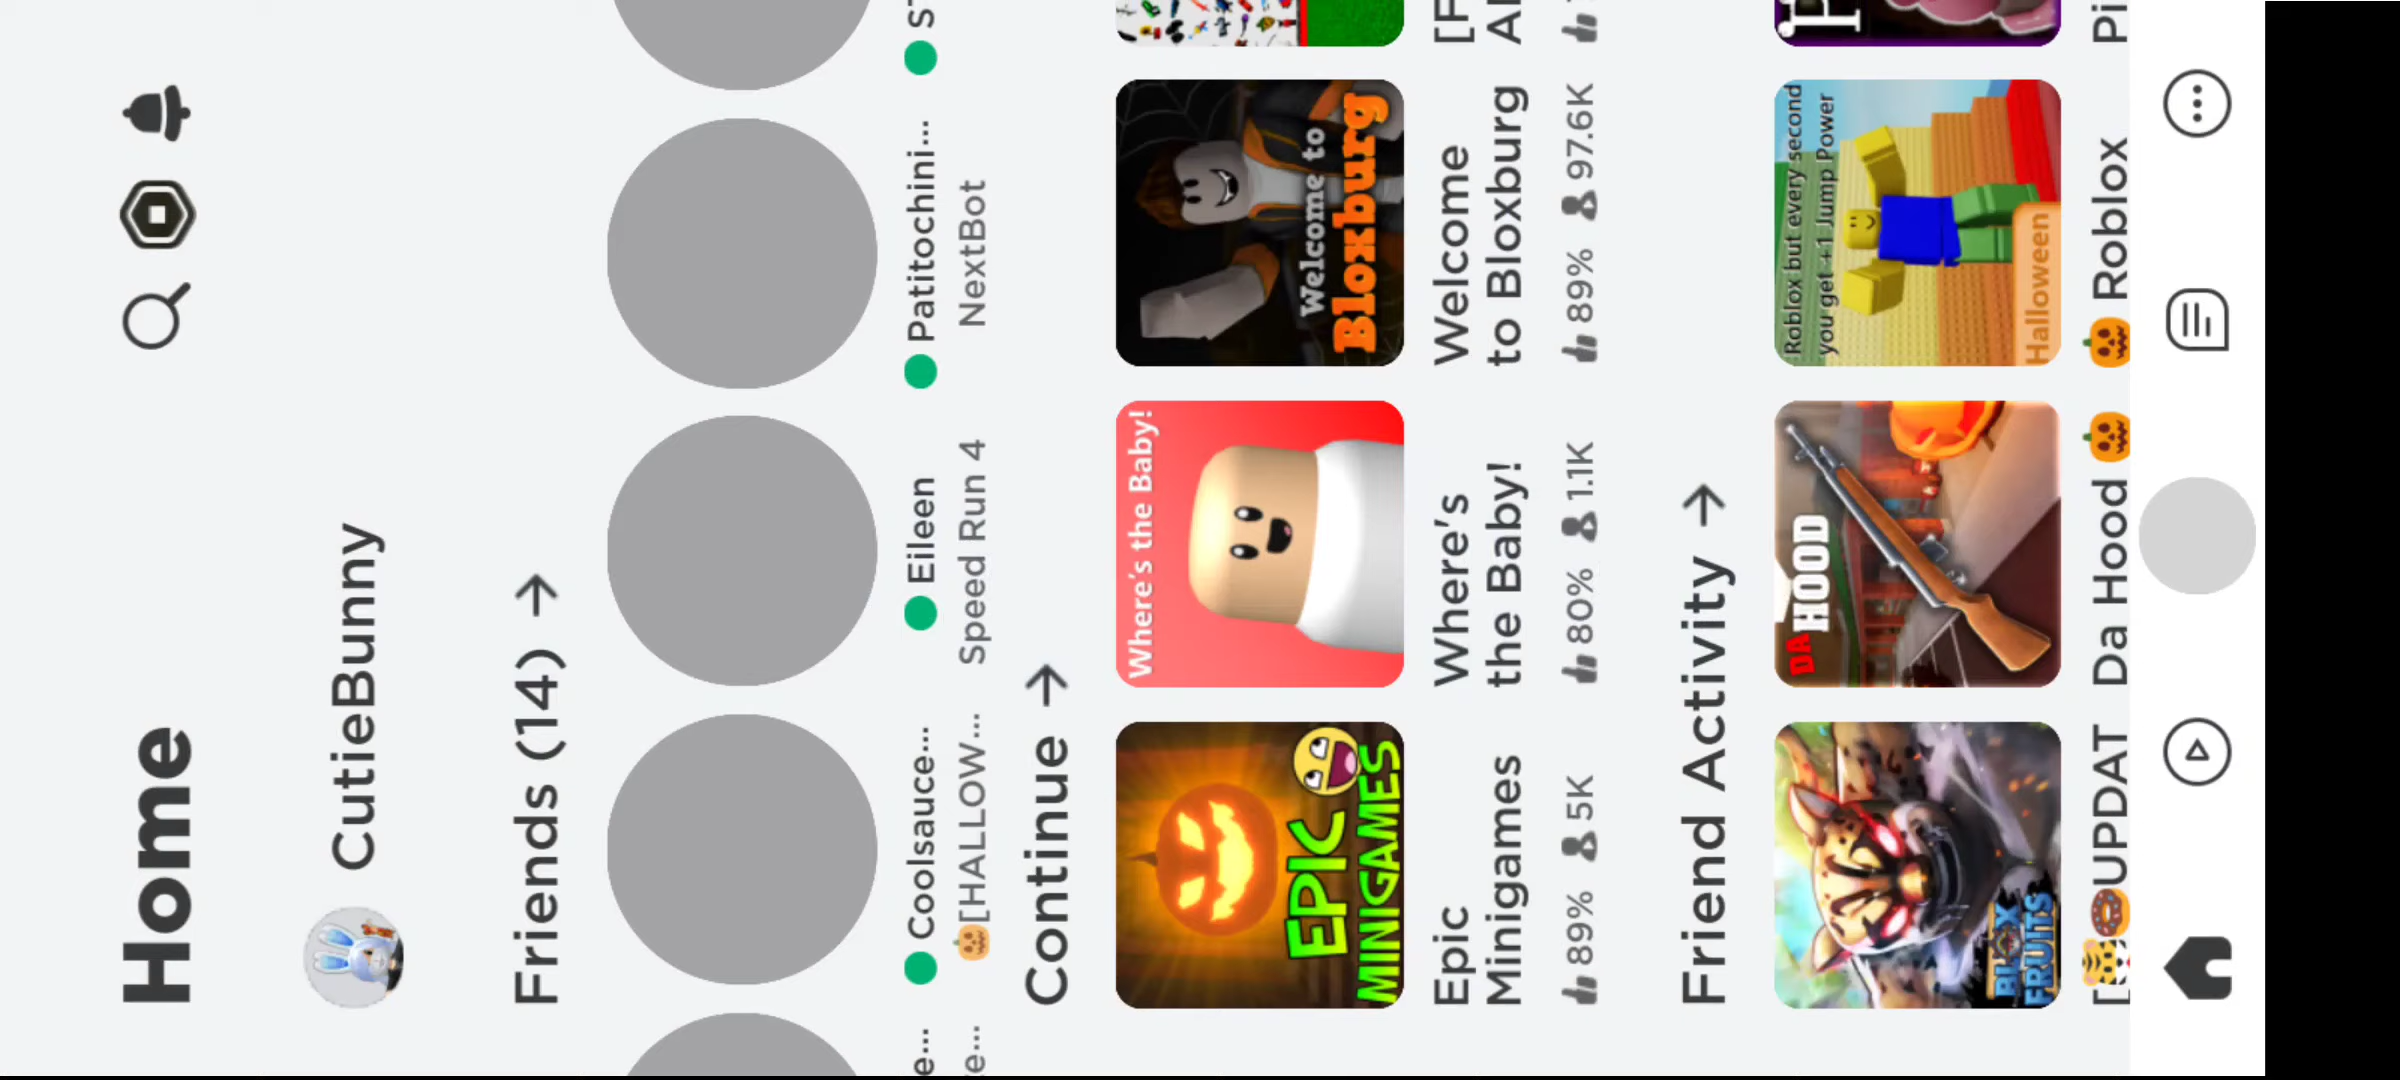 Home
CutieBunny
Friends (14) →
e...
Coolsauce...
Eileen
Patitochini...
e...
🎃[HALLOW...
Speed Run 4
NextBot
Continue →
EPIC
MINIGAMES
Where's the Baby!
Welcome to
Bloxburg
Epic
Minigames
Where's
the Baby!
Welcome
to Bloxburg
89% 5K
80% 1.1K
89% 97.6K
Friend Activity →
BLOX
FRUITS
DA HOOD
Roblox but every second
you get +1 Jump Power
Halloween
[🐯🍩UPDAT
Da Hood 🎃
🎃 Roblox
Pi